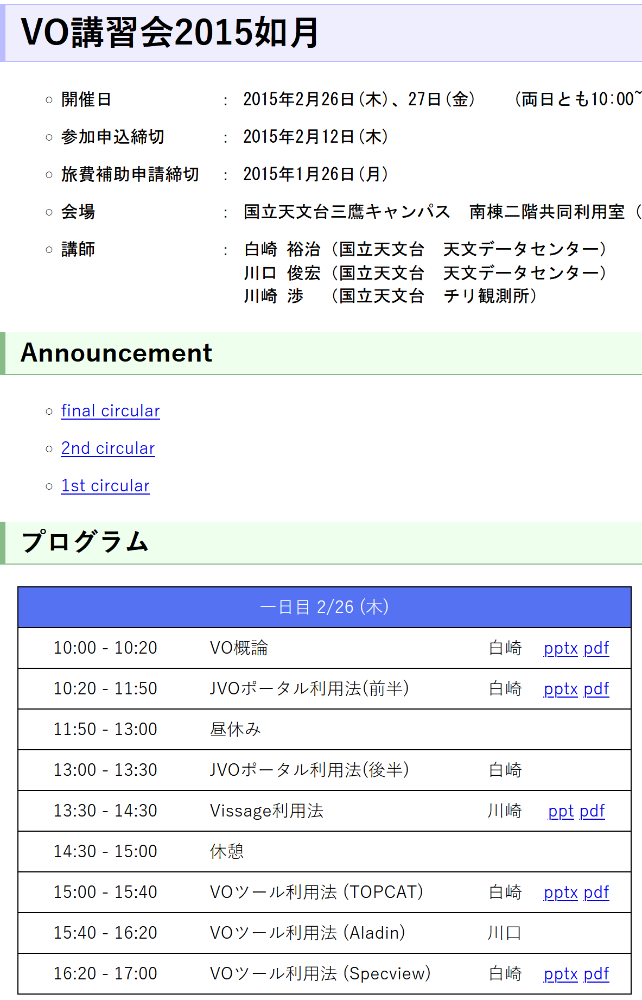 VO講習会2015如月
開催日 : 2015年2月26日(木)、27日(金) (両日とも10:00~
参加申込締切 : 2015年2月12日(木)
旅費補助申請締切 : 2015年1月26日(月)
会場 : 国立天文台三鷹キャンパス 南棟二階共同利用室 (
講師 : 白崎 裕治 (国立天文台 天文データセンター)
川口 俊宏 (国立天文台 天文データセンター)
川崎 渉 (国立天文台 チリ観測所)
Announcement
final circular
2nd circular
1st circular
プログラム
一日目 2/26 (木)
10:00 - 10:20 VO概論 白崎 pptx pdf
10:20 - 11:50 JVOポータル利用法(前半) 白崎 pptx pdf
11:50 - 13:00 昼休み
13:00 - 13:30 JVOポータル利用法(後半) 白崎
13:30 - 14:30 Vissage利用法 川崎 ppt pdf
14:30 - 15:00 休憩
15:00 - 15:40 VOツール利用法 (TOPCAT) 白崎 pptx pdf
15:40 - 16:20 VOツール利用法 (Aladin) 川口
16:20 - 17:00 VOツール利用法 (Specview) 白崎 pptx pdf